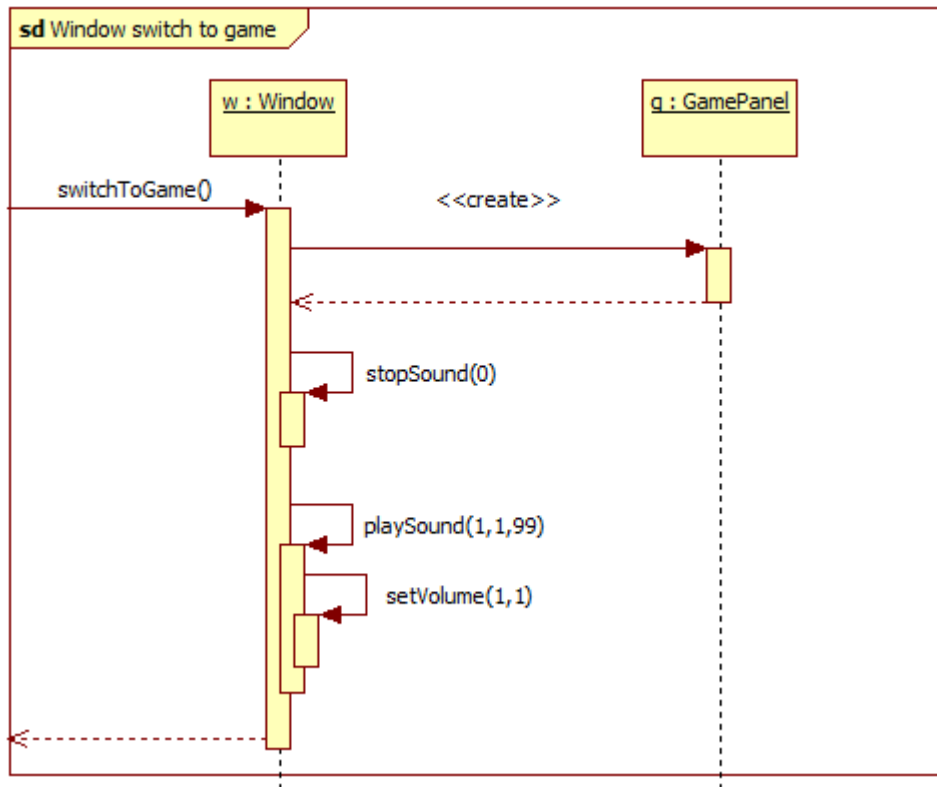 sd Window switch to game
w : Window
g : GamePanel
switchToGame()
<<create>>
stopSound(0)
playSound(1,1,99)
setVolume(1,1)